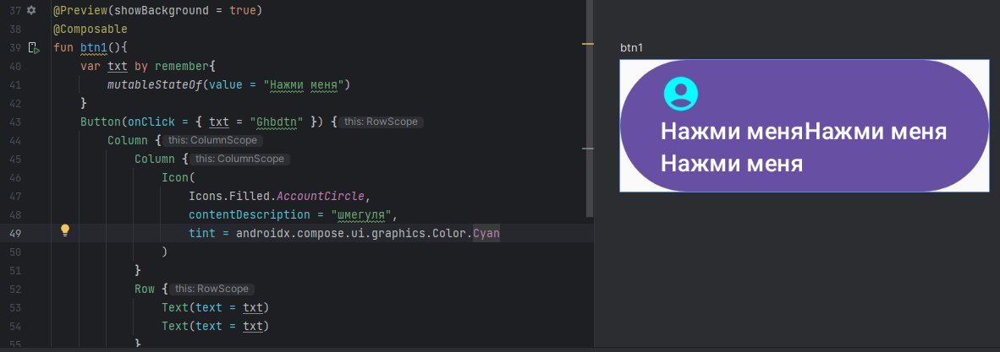 37 @Preview(showBackground = true)
38 @Composable
39 fun btn1(){
40 var txt by remember{
41 mutableStateOf(value = "Нажми меня")
42 }
43 Button(onClick = { txt = "Ghbdtn" }) { this: RowScope
44 Column { this: ColumnScope
45 Column { this: ColumnScope
46 Icon(
47 Icons.Filled.AccountCircle,
48 contentDescription = "шмегуля",
49 tint = androidx.compose.ui.graphics.Color.Cyan
50 )
51 }
52 Row { this: RowScope
53 Text(text = txt)
54 Text(text = txt)
55 }
btn1
Нажми меняНажми меня
Нажми меня